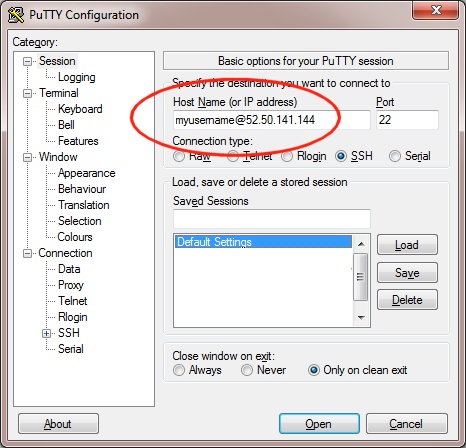 PuTTY Configuration
Category:
Session
Logging
Terminal
Keyboard
Bell
Features
Window
Appearance
Behaviour
Translation
Selection
Colours
Connection
Data
Proxy
Telnet
Rlogin
SSH
Serial
Basic options for your PuTTY session
Specify the destination you want to connect to
Host Name (or IP address) Port
myusername@52.50.141.144 22
Connection type:
Raw Telnet Rlogin SSH Serial
Load, save or delete a stored session
Saved Sessions
Default Settings
Load
Save
Delete
Close window on exit:
Always Never Only on clean exit
About Open Cancel